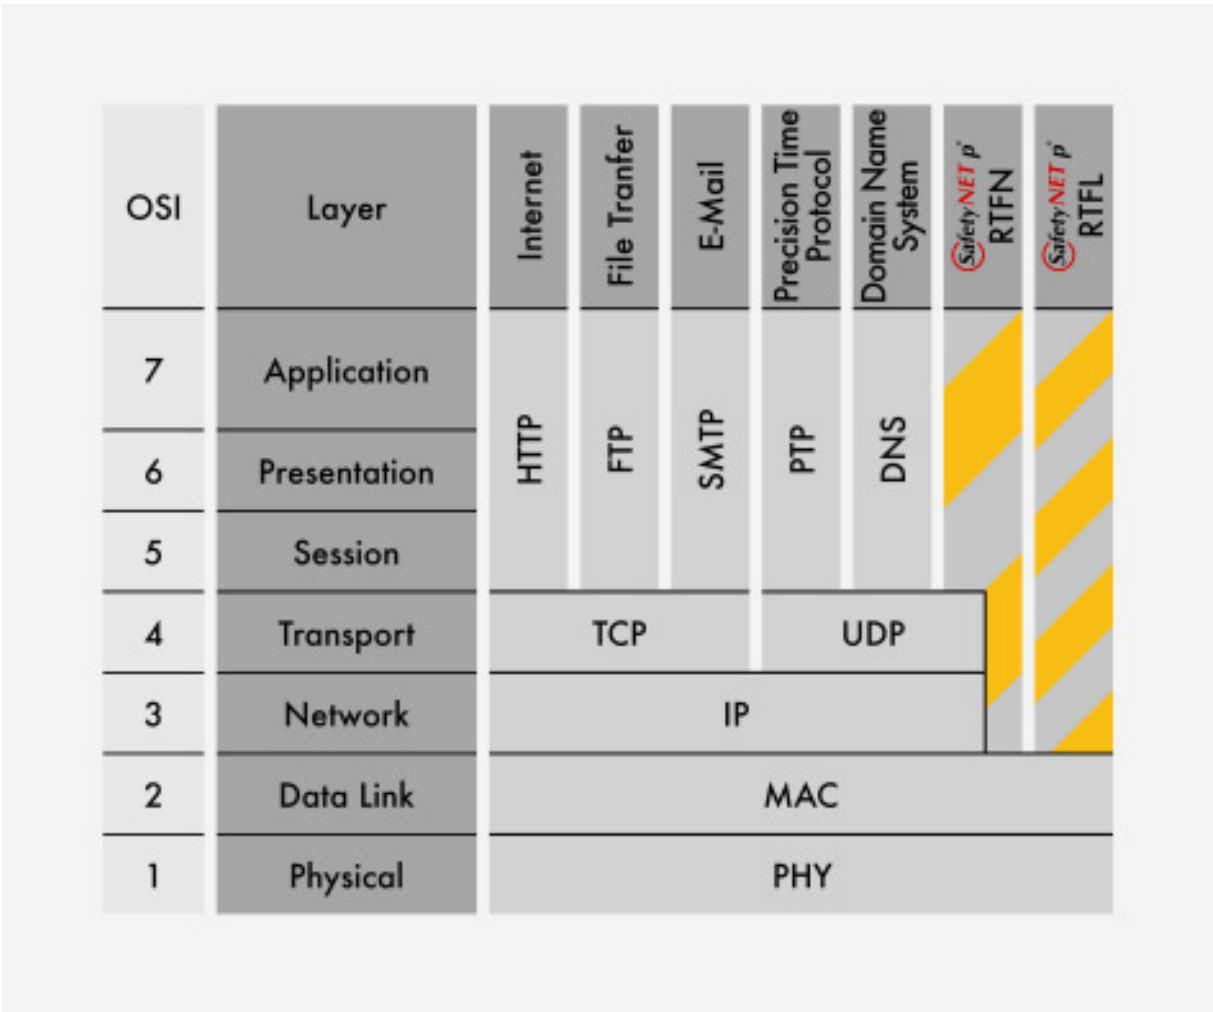 OSI
Layer
Internet
File Tranfer
E-Mail
Precision Time
Protocol
Domain Name
System
SafetyNET p
RTFN
SafetyNET p
RTFL
7
Application
6
Presentation
5
Session
HTTP
FTP
SMTP
PTP
DNS
4
Transport
TCP
UDP
3
Network
IP
2
Data Link
MAC
1
Physical
PHY